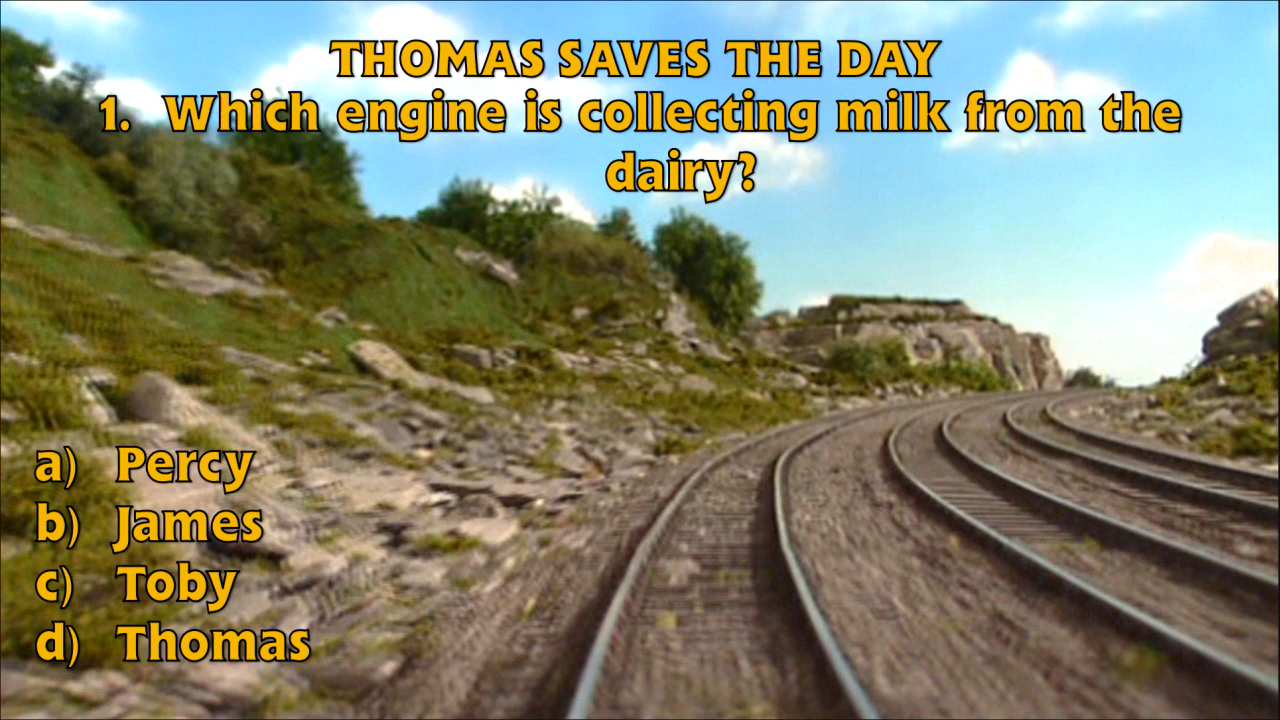 THOMAS SAVES THE DAY
1. Which engine is collecting milk from the
dairy?
a) Percy
b) James
c) Toby
d) Thomas